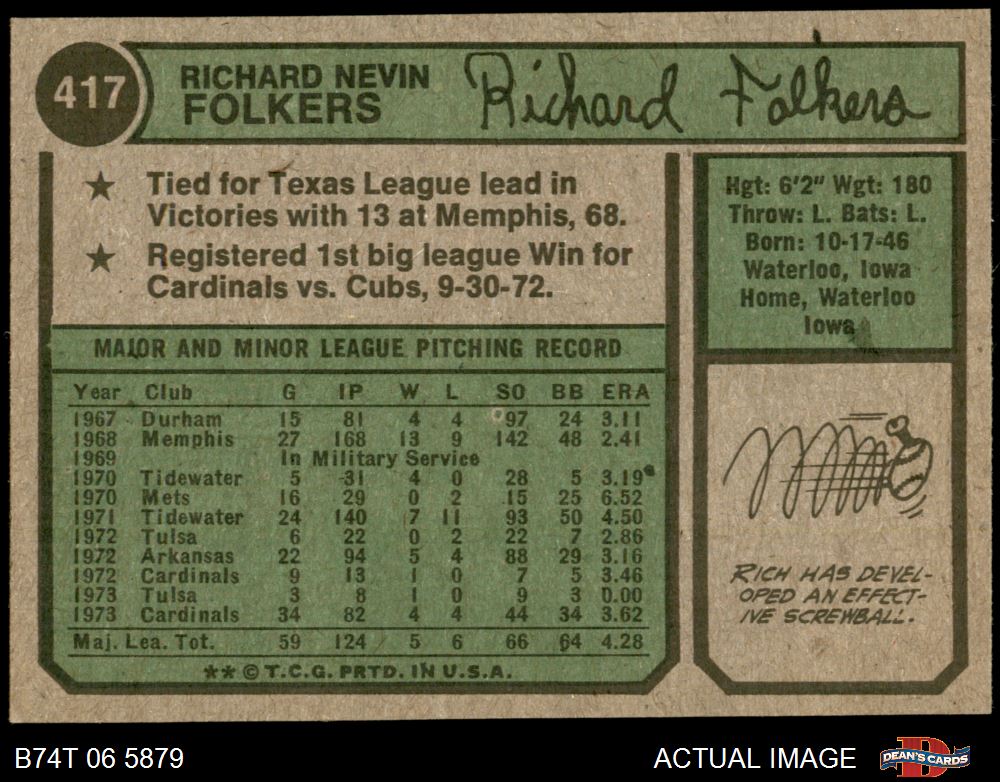 417
RICHARD NEVIN
FOLKERS
Richard Folkers
★ Tied for Texas League lead in
Victories with 13 at Memphis, 68.
★ Registered 1st big league Win for
Cardinals vs. Cubs, 9-30-72.
Hgt: 6'2" Wgt: 180
Throw: L. Bats: L.
Born: 10-17-46
Waterloo, Iowa
Home, Waterloo
Iowa
MAJOR AND MINOR LEAGUE PITCHING RECORD
Year Club G IP W L SO BB ERA
1967 Durham 15 81 4 4 97 24 3.11
1968 Memphis 27 168 13 9 142 48 2.41
1969 In Military Service
1970 Tidewater 5 31 4 0 28 5 3.19
1970 Mets 16 29 0 2 15 25 6.52
1971 Tidewater 24 140 7 11 93 50 4.50
1972 Tulsa 6 22 0 2 22 7 2.86
1972 Arkansas 22 94 5 4 88 29 3.16
1972 Cardinals 9 13 1 0 7 5 3.46
1973 Tulsa 3 8 1 0 9 3 0.00
1973 Cardinals 34 82 4 4 44 34 3.62
Maj. Lea. Tot. 59 124 5 6 66 64 4.28
** © T.C.G. PRTD. IN U.S.A.
RICH HAS DEVEL-
OPED AN EFFECT-
IVE SCREWBALL.
B74T 06 5879
ACTUAL IMAGE
DEAN'S CARDS